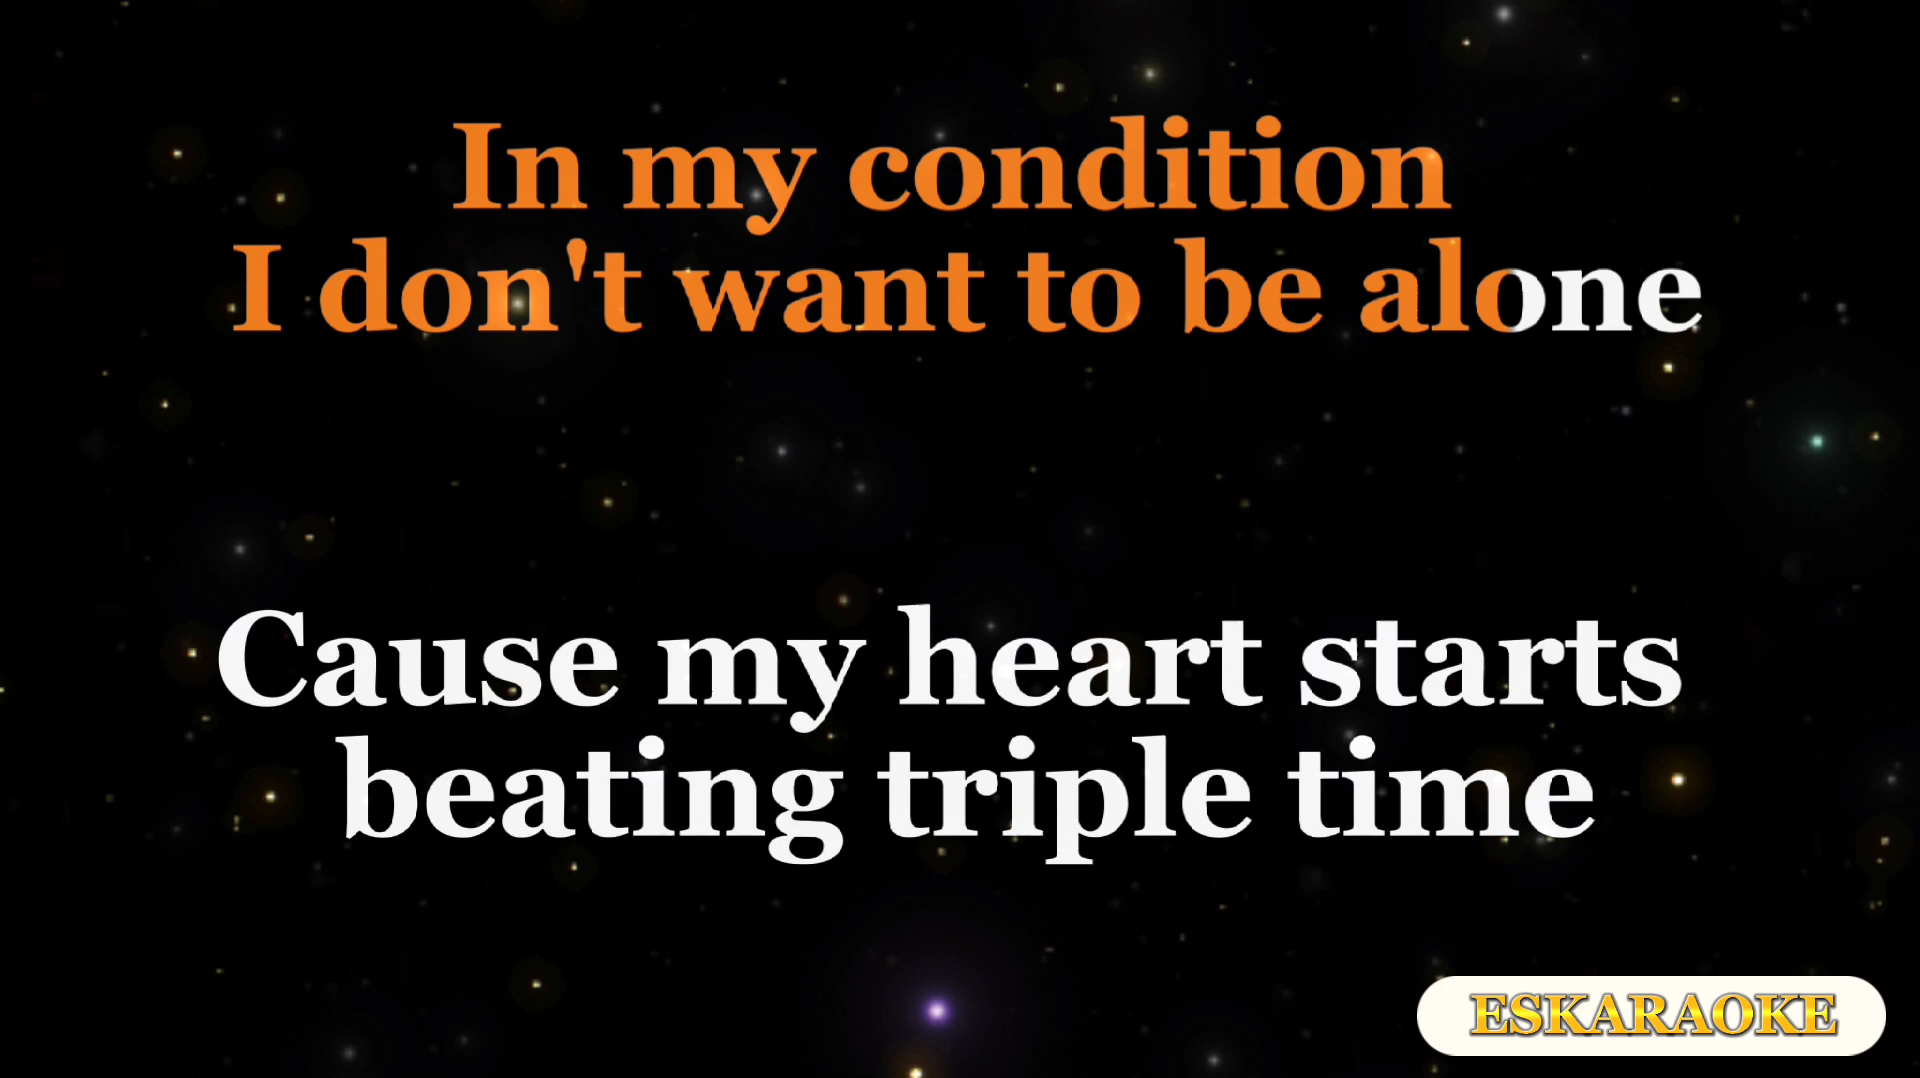 In my condition
I don't want to be alone
Cause my heart starts
beating triple time
ESKARAOKE